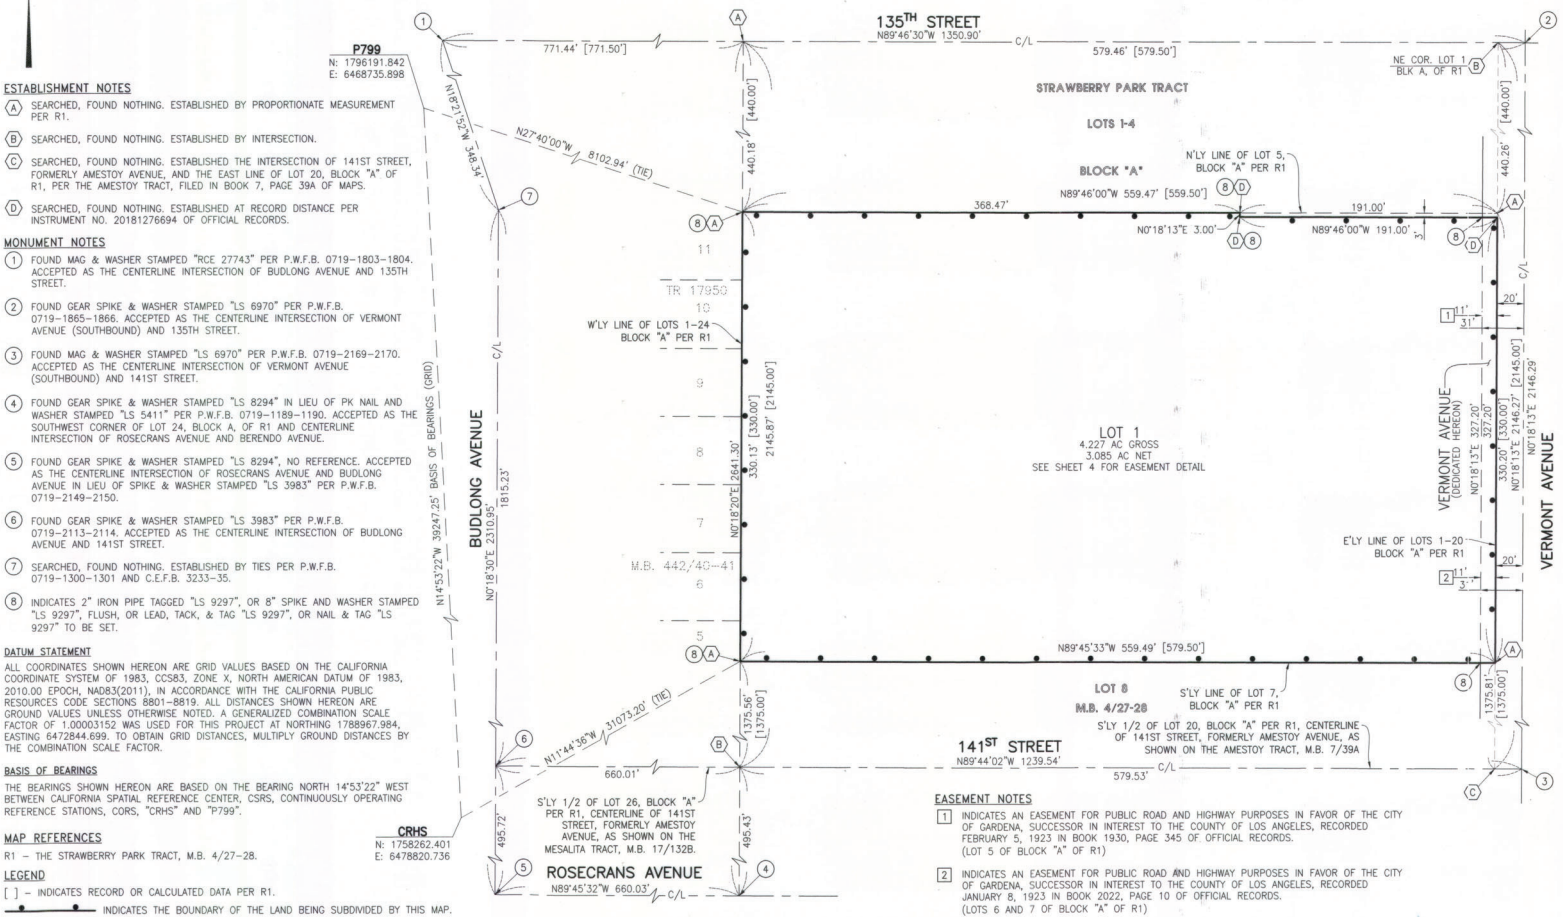 P799
N: 1796191.842
E: 6468735.898
ESTABLISHMENT NOTES
A SEARCHED, FOUND NOTHING. ESTABLISHED BY PROPORTIONATE MEASUREMENT
PER R1.
B SEARCHED, FOUND NOTHING. ESTABLISHED BY INTERSECTION.
C SEARCHED, FOUND NOTHING. ESTABLISHED THE INTERSECTION OF 141ST STREET,
FORMERLY AMESTOY AVENUE, AND THE EAST LINE OF LOT 20, BLOCK "A" OF
R1, PER THE AMESTOY TRACT, FILED IN BOOK 7, PAGE 39A OF MAPS.
D SEARCHED, FOUND NOTHING. ESTABLISHED AT RECORD DISTANCE PER
INSTRUMENT NO. 20181276694 OF OFFICIAL RECORDS.
MONUMENT NOTES
1 FOUND MAG & WASHER STAMPED "RCE 27743" PER P.W.F.B. 0719-1803-1804.
ACCEPTED AS THE CENTERLINE INTERSECTION OF BUDLONG AVENUE AND 135TH
STREET.
2 FOUND GEAR SPIKE & WASHER STAMPED "LS 6970" PER P.W.F.B.
0719-1865-1866. ACCEPTED AS THE CENTERLINE INTERSECTION OF VERMONT
AVENUE (SOUTHBOUND) AND 135TH STREET.
3 FOUND MAG & WASHER STAMPED "LS 6970" PER P.W.F.B. 0719-2169-2170.
ACCEPTED AS THE CENTERLINE INTERSECTION OF VERMONT AVENUE
(SOUTHBOUND) AND 141ST STREET.
4 FOUND GEAR SPIKE & WASHER STAMPED "LS 8294" IN LIEU OF PK NAIL AND
WASHER STAMPED "LS 5411" PER P.W.F.B. 0719-1189-1190. ACCEPTED AS THE
SOUTHWEST CORNER OF LOT 24, BLOCK A, OF R1 AND CENTERLINE
INTERSECTION OF ROSECRANS AVENUE AND BERENDO AVENUE.
5 FOUND GEAR SPIKE & WASHER STAMPED "LS 8294", NO REFERENCE. ACCEPTED
AS THE CENTERLINE INTERSECTION OF ROSECRANS AVENUE AND BUDLONG
AVENUE IN LIEU OF SPIKE & WASHER STAMPED "LS 3983" PER P.W.F.B.
0719-2149-2150.
6 FOUND GEAR SPIKE & WASHER STAMPED "LS 3983" PER P.W.F.B.
0719-2113-2114. ACCEPTED AS THE CENTERLINE INTERSECTION OF BUDLONG
AVENUE AND 141ST STREET.
7 SEARCHED, FOUND NOTHING. ESTABLISHED BY TIES PER P.W.F.B.
0719-1300-1301 AND C.E.F.B. 3233-35.
8 INDICATES 2" IRON PIPE TAGGED "LS 9297", OR 8" SPIKE AND WASHER STAMPED
"LS 9297", FLUSH, OR LEAD, TACK, & TAG "LS 9297", OR NAIL & TAG "LS
9297" TO BE SET.
DATUM STATEMENT
ALL COORDINATES SHOWN HEREON ARE GRID VALUES BASED ON THE CALIFORNIA
COORDINATE SYSTEM OF 1983, CCS83, ZONE X, NORTH AMERICAN DATUM OF 1983,
2010.00 EPOCH, NAD83(2011), IN ACCORDANCE WITH THE CALIFORNIA PUBLIC
RESOURCES CODE SECTIONS 8801-8819. ALL DISTANCES SHOWN HEREON ARE
GROUND VALUES UNLESS OTHERWISE NOTED. A GENERALIZED COMBINATION SCALE
FACTOR OF 1.00003152 WAS USED FOR THIS PROJECT AT NORTHING 1788967.984,
EASTING 6472844.699. TO OBTAIN GRID DISTANCES, MULTIPLY GROUND DISTANCES BY
THE COMBINATION SCALE FACTOR.
BASIS OF BEARINGS
THE BEARINGS SHOWN HEREON ARE BASED ON THE BEARING NORTH 14°53'22" WEST
BETWEEN CALIFORNIA SPATIAL REFERENCE CENTER, CSRS, CONTINUOUSLY OPERATING
REFERENCE STATIONS, CORS, "CRHS" AND "P799".
MAP REFERENCES
R1 - THE STRAWBERRY PARK TRACT, M.B. 4/27-28.
LEGEND
[ ] - INDICATES RECORD OR CALCULATED DATA PER R1.
INDICATES THE BOUNDARY OF THE LAND BEING SUBDIVIDED BY THIS MAP.
CRHS
N: 1758262.401
E: 6478820.736
1
A
2
135TH STREET
N89°46'30"W 1350.90'
C/L
771.44' [771.50']
579.46' [579.50']
NE COR. LOT 1
BLK A, OF R1
B
N18°21'52"W 348.34'
N27°40'00"W 8102.94' (TIE)
440.18' [440.00']
440.26' [440.00']
STRAWBERRY PARK TRACT
LOTS 1-4
BLOCK "A"
N'LY LINE OF LOT 5,
BLOCK "A" PER R1
N89°46'00"W 559.47' [559.50']
8 D
7
8 A
368.47'
191.00'
A
N0°18'13"E 3.00'
D 8
N89°46'00"W 191.00'
3'
8
D
11
TR 17950
10
W'LY LINE OF LOTS 1-24
BLOCK "A" PER R1
9
8
7
M.B. 442/40-41
6
5
C/L
BUDLONG AVENUE
N14°53'22"W 39247.25' BASIS OF BEARINGS (GRID)
N0°18'30"E 2310.95'
1815.23'
N0°18'20"E 2641.30'
330.13' [330.00']
2145.87' [2145.00']
LOT 1
4.227 AC GROSS
3.085 AC NET
SEE SHEET 4 FOR EASEMENT DETAIL
C/L
20'
1 11'
31'
VERMONT AVENUE
(DEDICATED HEREON)
N0°18'13"E 327.20'
327.20'
330.20' [330.00']
N0°18'13"E 2146.27' [2145.00']
N0°18'13"E 2146.29'
VERMONT AVENUE
E'LY LINE OF LOTS 1-20
BLOCK "A" PER R1
20'
2 11'
8 A
N89°45'33"W 559.49' [579.50']
A
8
LOT 8
M.B. 4/27-28
S'LY LINE OF LOT 7,
BLOCK "A" PER R1
N11°44'36"W 31073.20' (TIE)
1375.56' [1375.00']
1375.81' [1375.00']
S'LY 1/2 OF LOT 20, BLOCK "A" PER R1, CENTERLINE
OF 141ST STREET, FORMERLY AMESTOY AVENUE, AS
SHOWN ON THE AMESTOY TRACT, M.B. 7/39A
6
B
141ST STREET
N89°44'02"W 1239.54'
C/L
660.01'
579.53'
C
3
S'LY 1/2 OF LOT 26, BLOCK "A"
PER R1, CENTERLINE OF 141ST
STREET, FORMERLY AMESTOY
AVENUE, AS SHOWN ON THE
MESALITA TRACT, M.B. 17/132B.
495.72'
495.43'
5
ROSECRANS AVENUE
N89°45'32"W 660.03'
C/L
4
EASEMENT NOTES
1 INDICATES AN EASEMENT FOR PUBLIC ROAD AND HIGHWAY PURPOSES IN FAVOR OF THE CITY
OF GARDENA, SUCCESSOR IN INTEREST TO THE COUNTY OF LOS ANGELES, RECORDED
FEBRUARY 5, 1923 IN BOOK 1930, PAGE 345 OF OFFICIAL RECORDS.
(LOT 5 OF BLOCK "A" OF R1)
2 INDICATES AN EASEMENT FOR PUBLIC ROAD AND HIGHWAY PURPOSES IN FAVOR OF THE CITY
OF GARDENA, SUCCESSOR IN INTEREST TO THE COUNTY OF LOS ANGELES, RECORDED
JANUARY 8, 1923 IN BOOK 2022, PAGE 10 OF OFFICIAL RECORDS.
(LOTS 6 AND 7 OF BLOCK "A" OF R1)